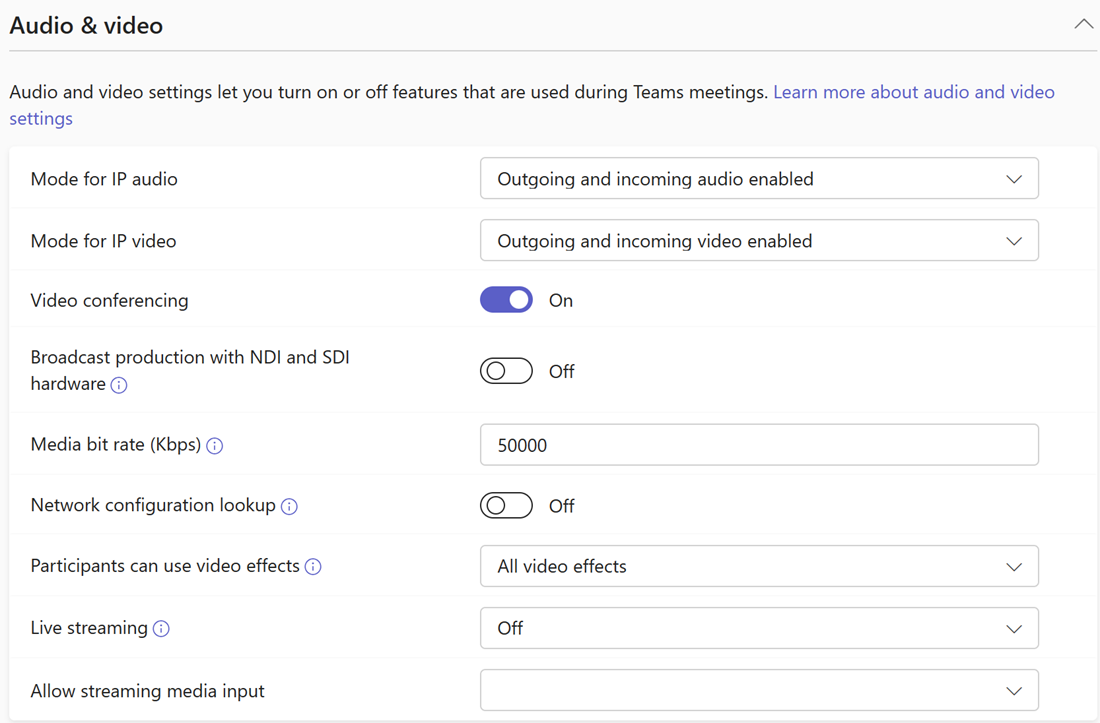 Audio & video
Audio and video settings let you turn on or off features that are used during Teams meetings. Learn more about audio and video
settings
Mode for IP audio
Outgoing and incoming audio enabled
Mode for IP video
Outgoing and incoming video enabled
Video conferencing
On
Broadcast production with NDI and SDI
hardware
Off
Media bit rate (Kbps)
50000
Network configuration lookup
Off
Participants can use video effects
All video effects
Live streaming
Off
Allow streaming media input